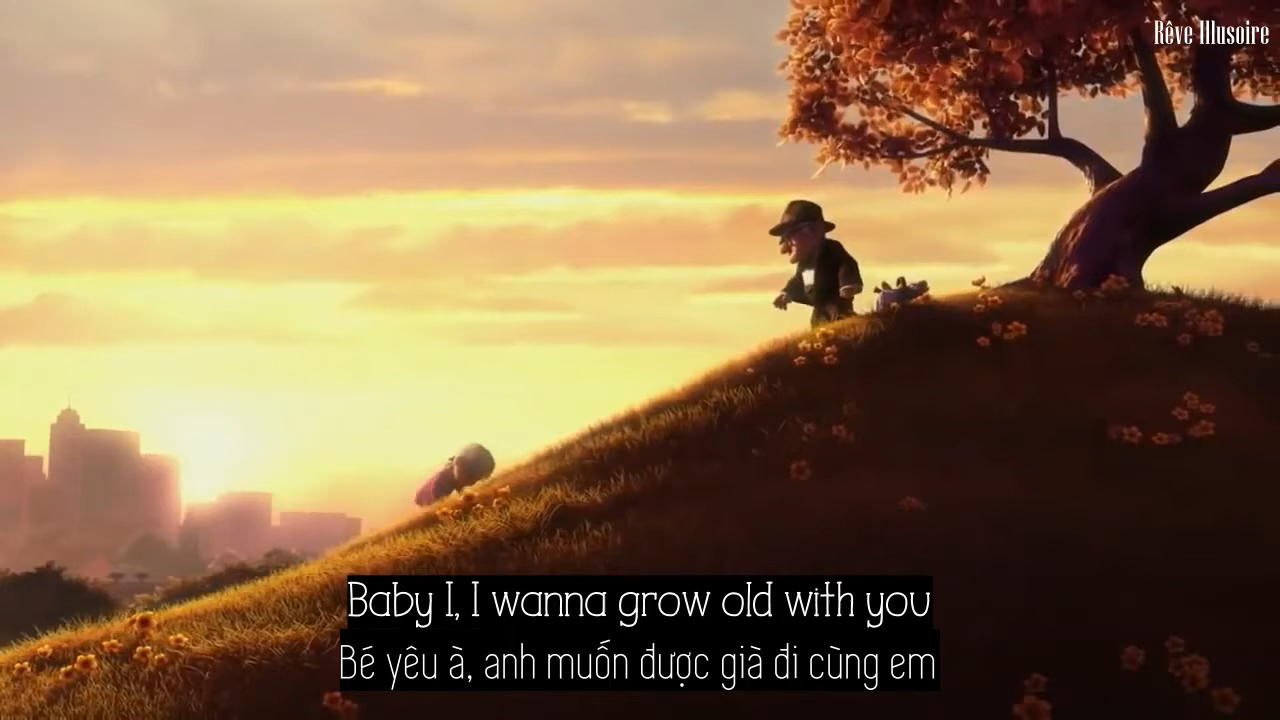 Rêve Illusoire
Baby I, I wanna grow old with you
Bé yêu à, anh muốn được già đi cùng em